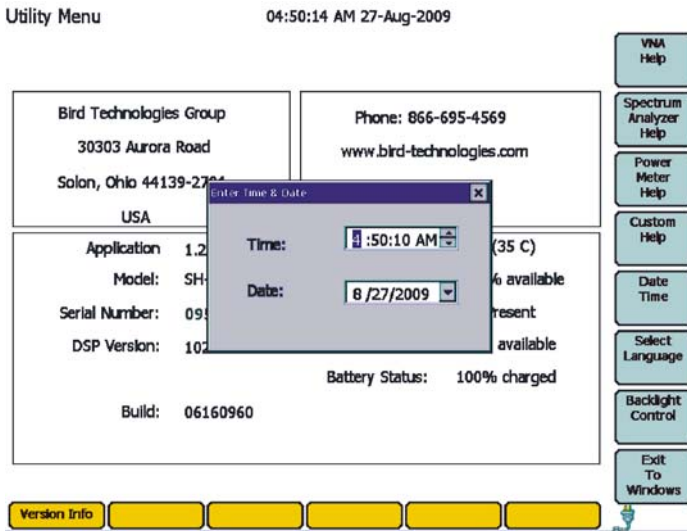 Utility Menu 04:50:14 AM 27-Aug-2009
VNA
Help
Spectrum
Analyzer
Help
Power
Meter
Help
Custom
Help
Date
Time
Select
Language
Backlight
Control
Exit
To
Windows
Bird Technologies Group
30303 Aurora Road
Solon, Ohio 44139-
USA
Phone: 866-695-4569
www.bird-technologies.com
Enter Time & Date
Time: 4 :50:10 AM
Date: 8 /27/2009
Application 1.2 (35 C)
Model: SH- % available
Serial Number: 095 resent
DSP Version: 102 available
Battery Status: 100% charged
Build: 06160960
Version Info